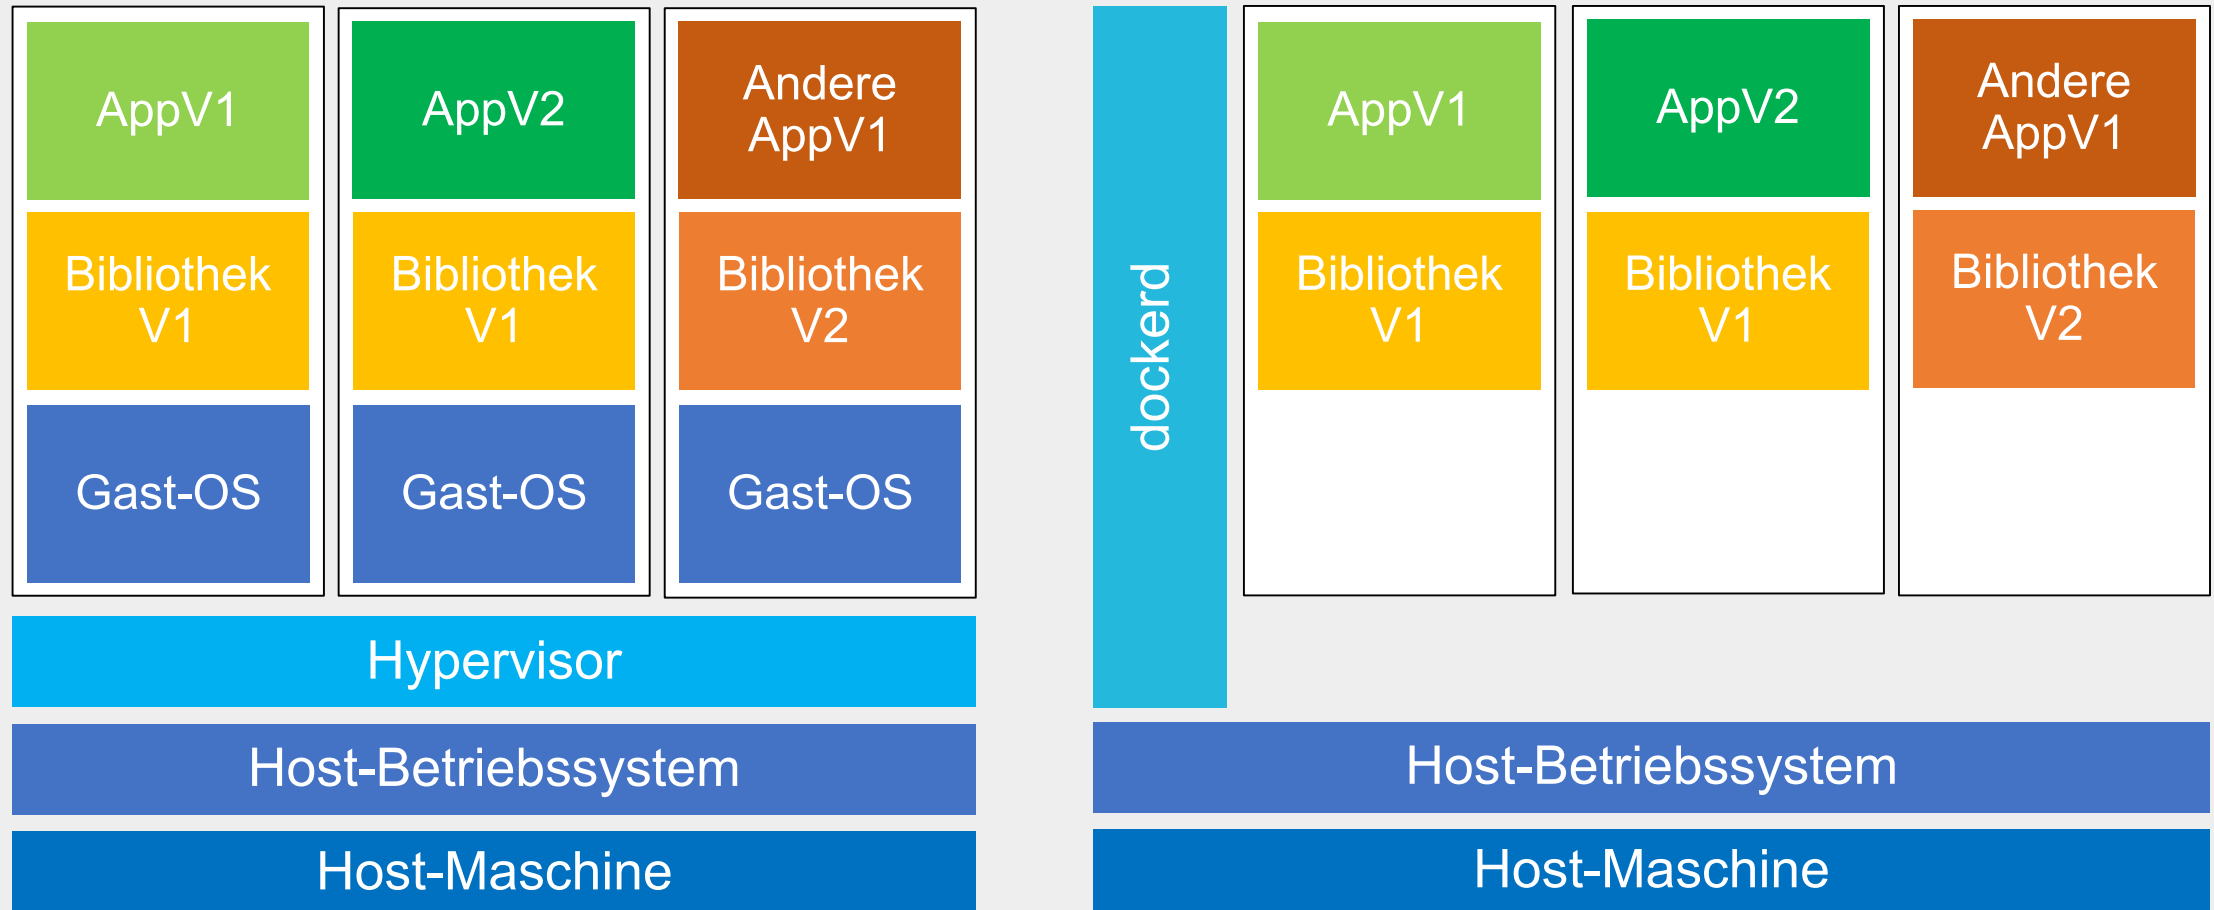 AppV1
Bibliothek
V1
Gast-OS
AppV2
Bibliothek
V1
Gast-OS
Andere
AppV1
Bibliothek
V2
Gast-OS
Hypervisor
Host-Betriebssystem
Host-Maschine
dockerd
AppV1
Bibliothek
V1
AppV2
Bibliothek
V1
Andere
AppV1
Bibliothek
V2
Host-Betriebssystem
Host-Maschine